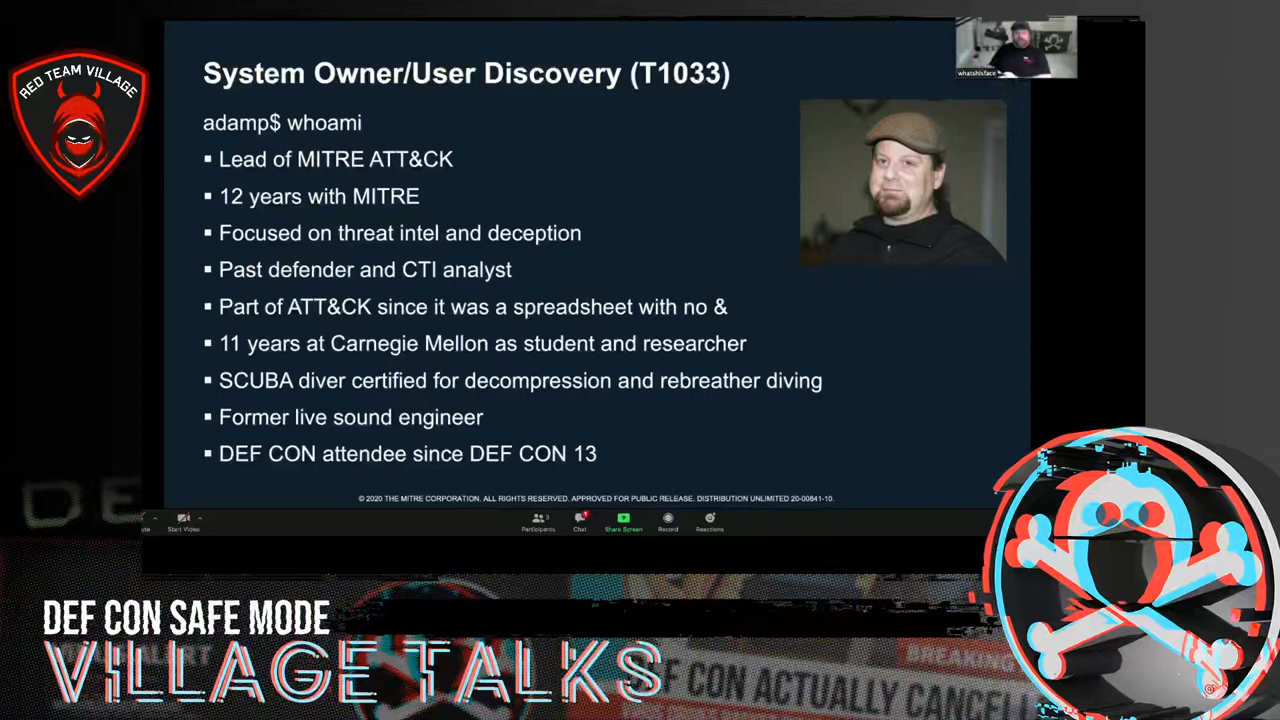 RED TEAM VILLAGE
System Owner/User Discovery (T1033)
whatshisface
adamp$ whoami
▪ Lead of MITRE ATT&CK
▪ 12 years with MITRE
▪ Focused on threat intel and deception
▪ Past defender and CTI analyst
▪ Part of ATT&CK since it was a spreadsheet with no &
▪ 11 years at Carnegie Mellon as student and researcher
▪ SCUBA diver certified for decompression and rebreather diving
▪ Former live sound engineer
▪ DEF CON attendee since DEF CON 13
© 2020 THE MITRE CORPORATION. ALL RIGHTS RESERVED. APPROVED FOR PUBLIC RELEASE. DISTRIBUTION UNLIMITED 20-00841-10.
Start Video
Participants
3
Chat
1
Share Screen
Record
Reactions
DEF CON SAFE MODE
VILLAGE TALKS
BREAKING
DEF CON ACTUALLY CANCEL